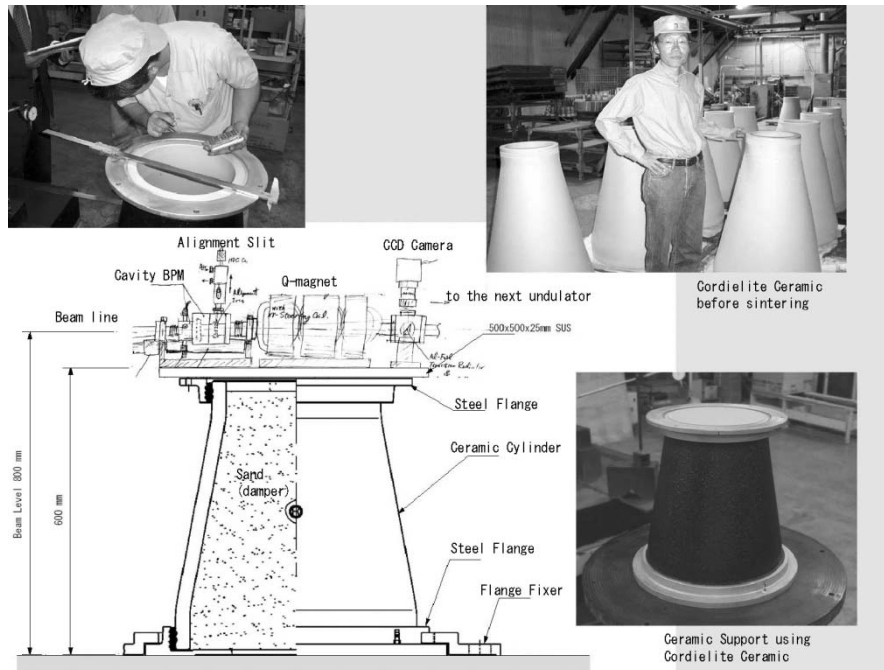 Alignment Slit
CCD Camera
Cavity BPM
Q-magnet
to the next undulator
Beam line
with
500x500x25mm SUS
Steel Flange
Ceramic Cylinder
Sand
(damper)
Beam Level 800 mm
600 mm
Steel Flange
Flange Fixer
Cordielite Ceramic
before sintering
Ceramic Support using
Cordielite Ceramic